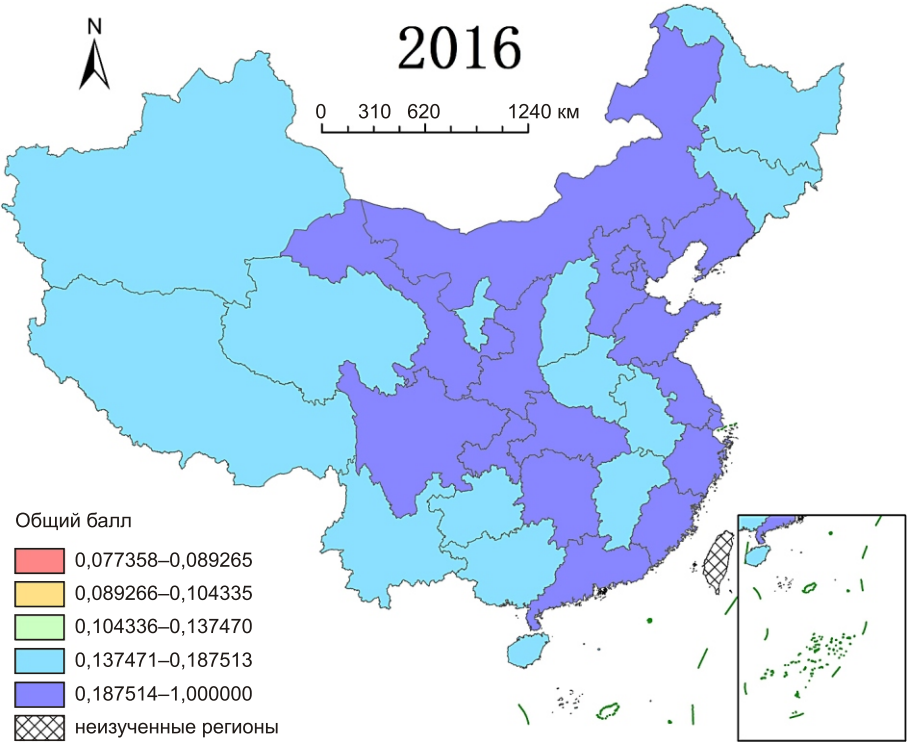 N
2016
0 310 620 1240 км
Общий балл
0,077358–0,089265
0,089266–0,104335
0,104336–0,137470
0,137471–0,187513
0,187514–1,000000
неизученные регионы